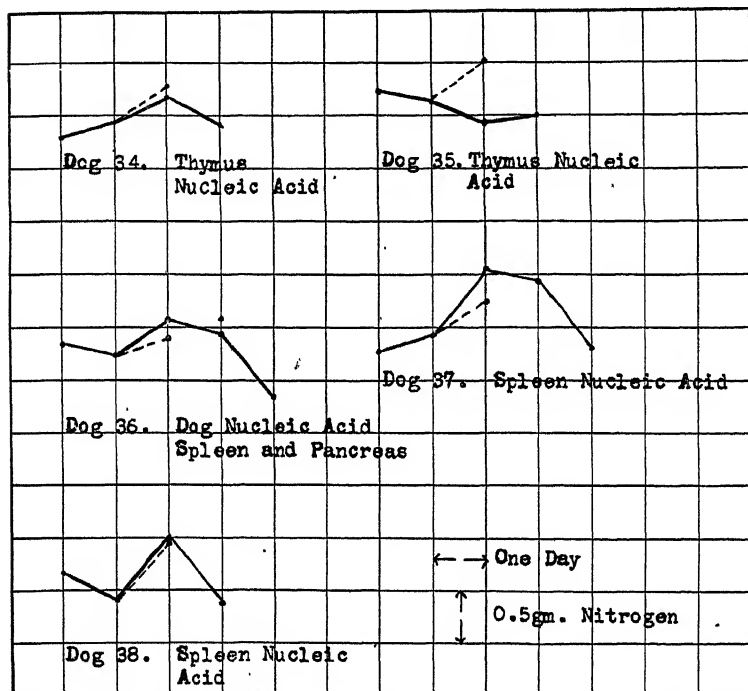 Dog 34. Thymus
Nucleic Acid
Dog 35. Thymus Nucleic
Acid
Dog 36. Dog Nucleic Acid
Spleen and Pancreas
Dog 37. Spleen Nucleic Acid
One Day
0.5gm. Nitrogen
Dog 38. Spleen Nucleic
Acid